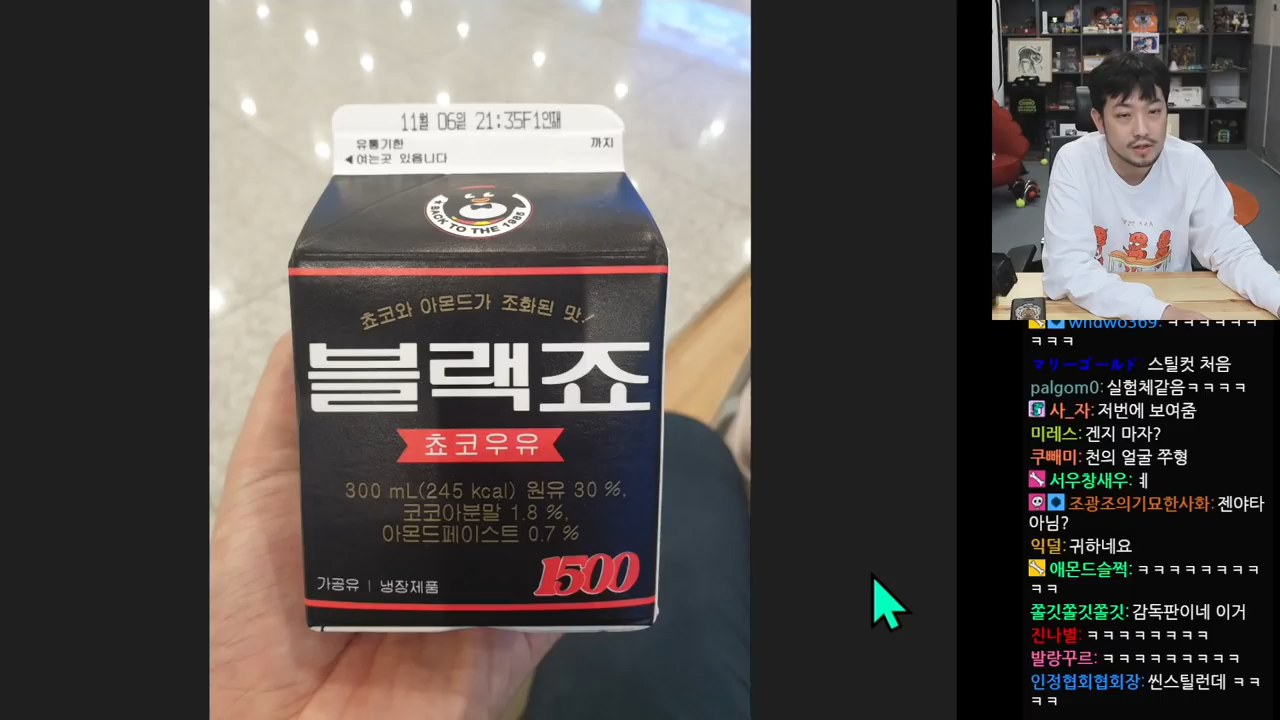 11월 06일 21:35F1인재
유통기한 까지
◀여는곳 있읍니다
BACK TO THE 1985
쵸코와 아몬드가 조화된 맛!
블랙죠
쵸코우유
300 mL(245 kcal) 원유 30 %,
코코아분말 1.8 %,
아몬드페이스트 0.7 %
1500
가공유 | 냉장제품
whdwo369: ㅋㅋㅋㅋㅋㅋㅋ
ㅋㅋㅋ
マリーゴールド 스틸컷 처음
palgom0: 실험체같음ㅋㅋㅋㅋ
사_자: 저번에 보여줌
미레스: 겐지 마자?
쿠빼미: 천의 얼굴 쭈형
서우창새우: ㅖ
조광조의기묘한사화: 젠야타
아님?
익덜: 귀하네요
애몬드슬쩍: ㅋㅋㅋㅋㅋㅋㅋㅋ
ㅋㅋ
쫄깃쫄깃쫄깃: 감독판이네 이거
진나별: ㅋㅋㅋㅋㅋㅋㅋㅋ
발랑꾸르: ㅋㅋㅋㅋㅋㅋㅋㅋㅋ
인정협회협회장: 씬스틸런데 ㅋㅋ
ㅋㅋ